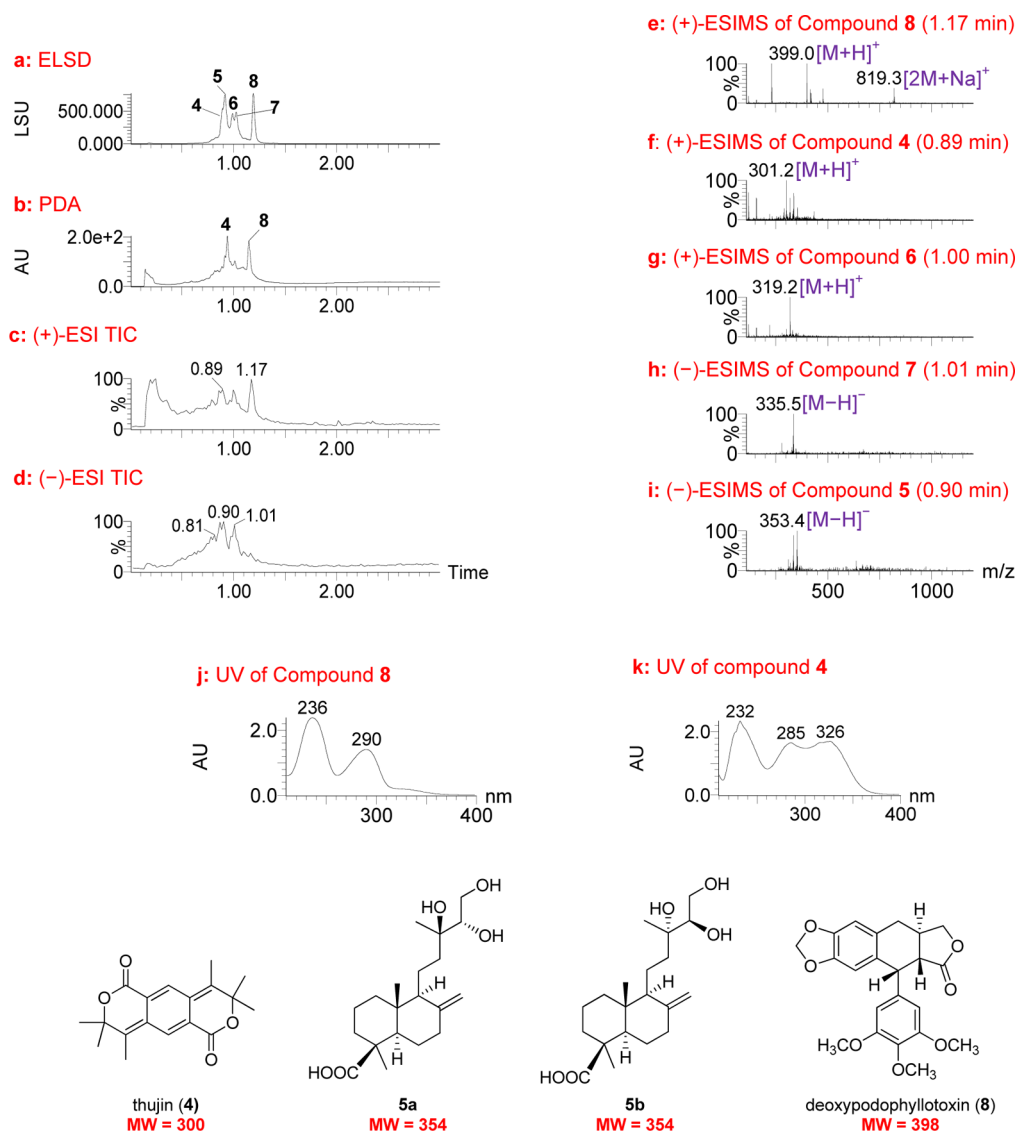 a: ELSD
5
8
4
6
7
500.000
0.000
LSU
1.00
2.00
b: PDA
4
8
2.0e+2
0.0
AU
1.00
2.00
c: (+)-ESI TIC
0.89
1.17
100
%
0
1.00
2.00
d: (−)-ESI TIC
0.90
0.81
1.01
100
%
0
Time
1.00
2.00
e: (+)-ESIMS of Compound 8 (1.17 min)
399.0 [M+H]+
819.3 [2M+Na]+
100
%
0
f: (+)-ESIMS of Compound 4 (0.89 min)
301.2 [M+H]+
100
%
0
g: (+)-ESIMS of Compound 6 (1.00 min)
319.2 [M+H]+
100
%
0
h: (−)-ESIMS of Compound 7 (1.01 min)
335.5 [M−H]−
100
%
0
i: (−)-ESIMS of Compound 5 (0.90 min)
353.4 [M−H]−
100
%
0
m/z
500
1000
j: UV of Compound 8
236
290
2.0
0.0
AU
nm
300
400
k: UV of compound 4
232
285
326
2.0
0.0
AU
nm
300
400
O
O
O
O
thujin (4)
MW = 300
OH
HO
OH
H
H
HOOC
5a
MW = 354
OH
HO
OH
H
H
HOOC
5b
MW = 354
H
O
O
O
H
H
O
OCH3
OCH3
CH3O
deoxypodophyllotoxin (8)
MW = 398